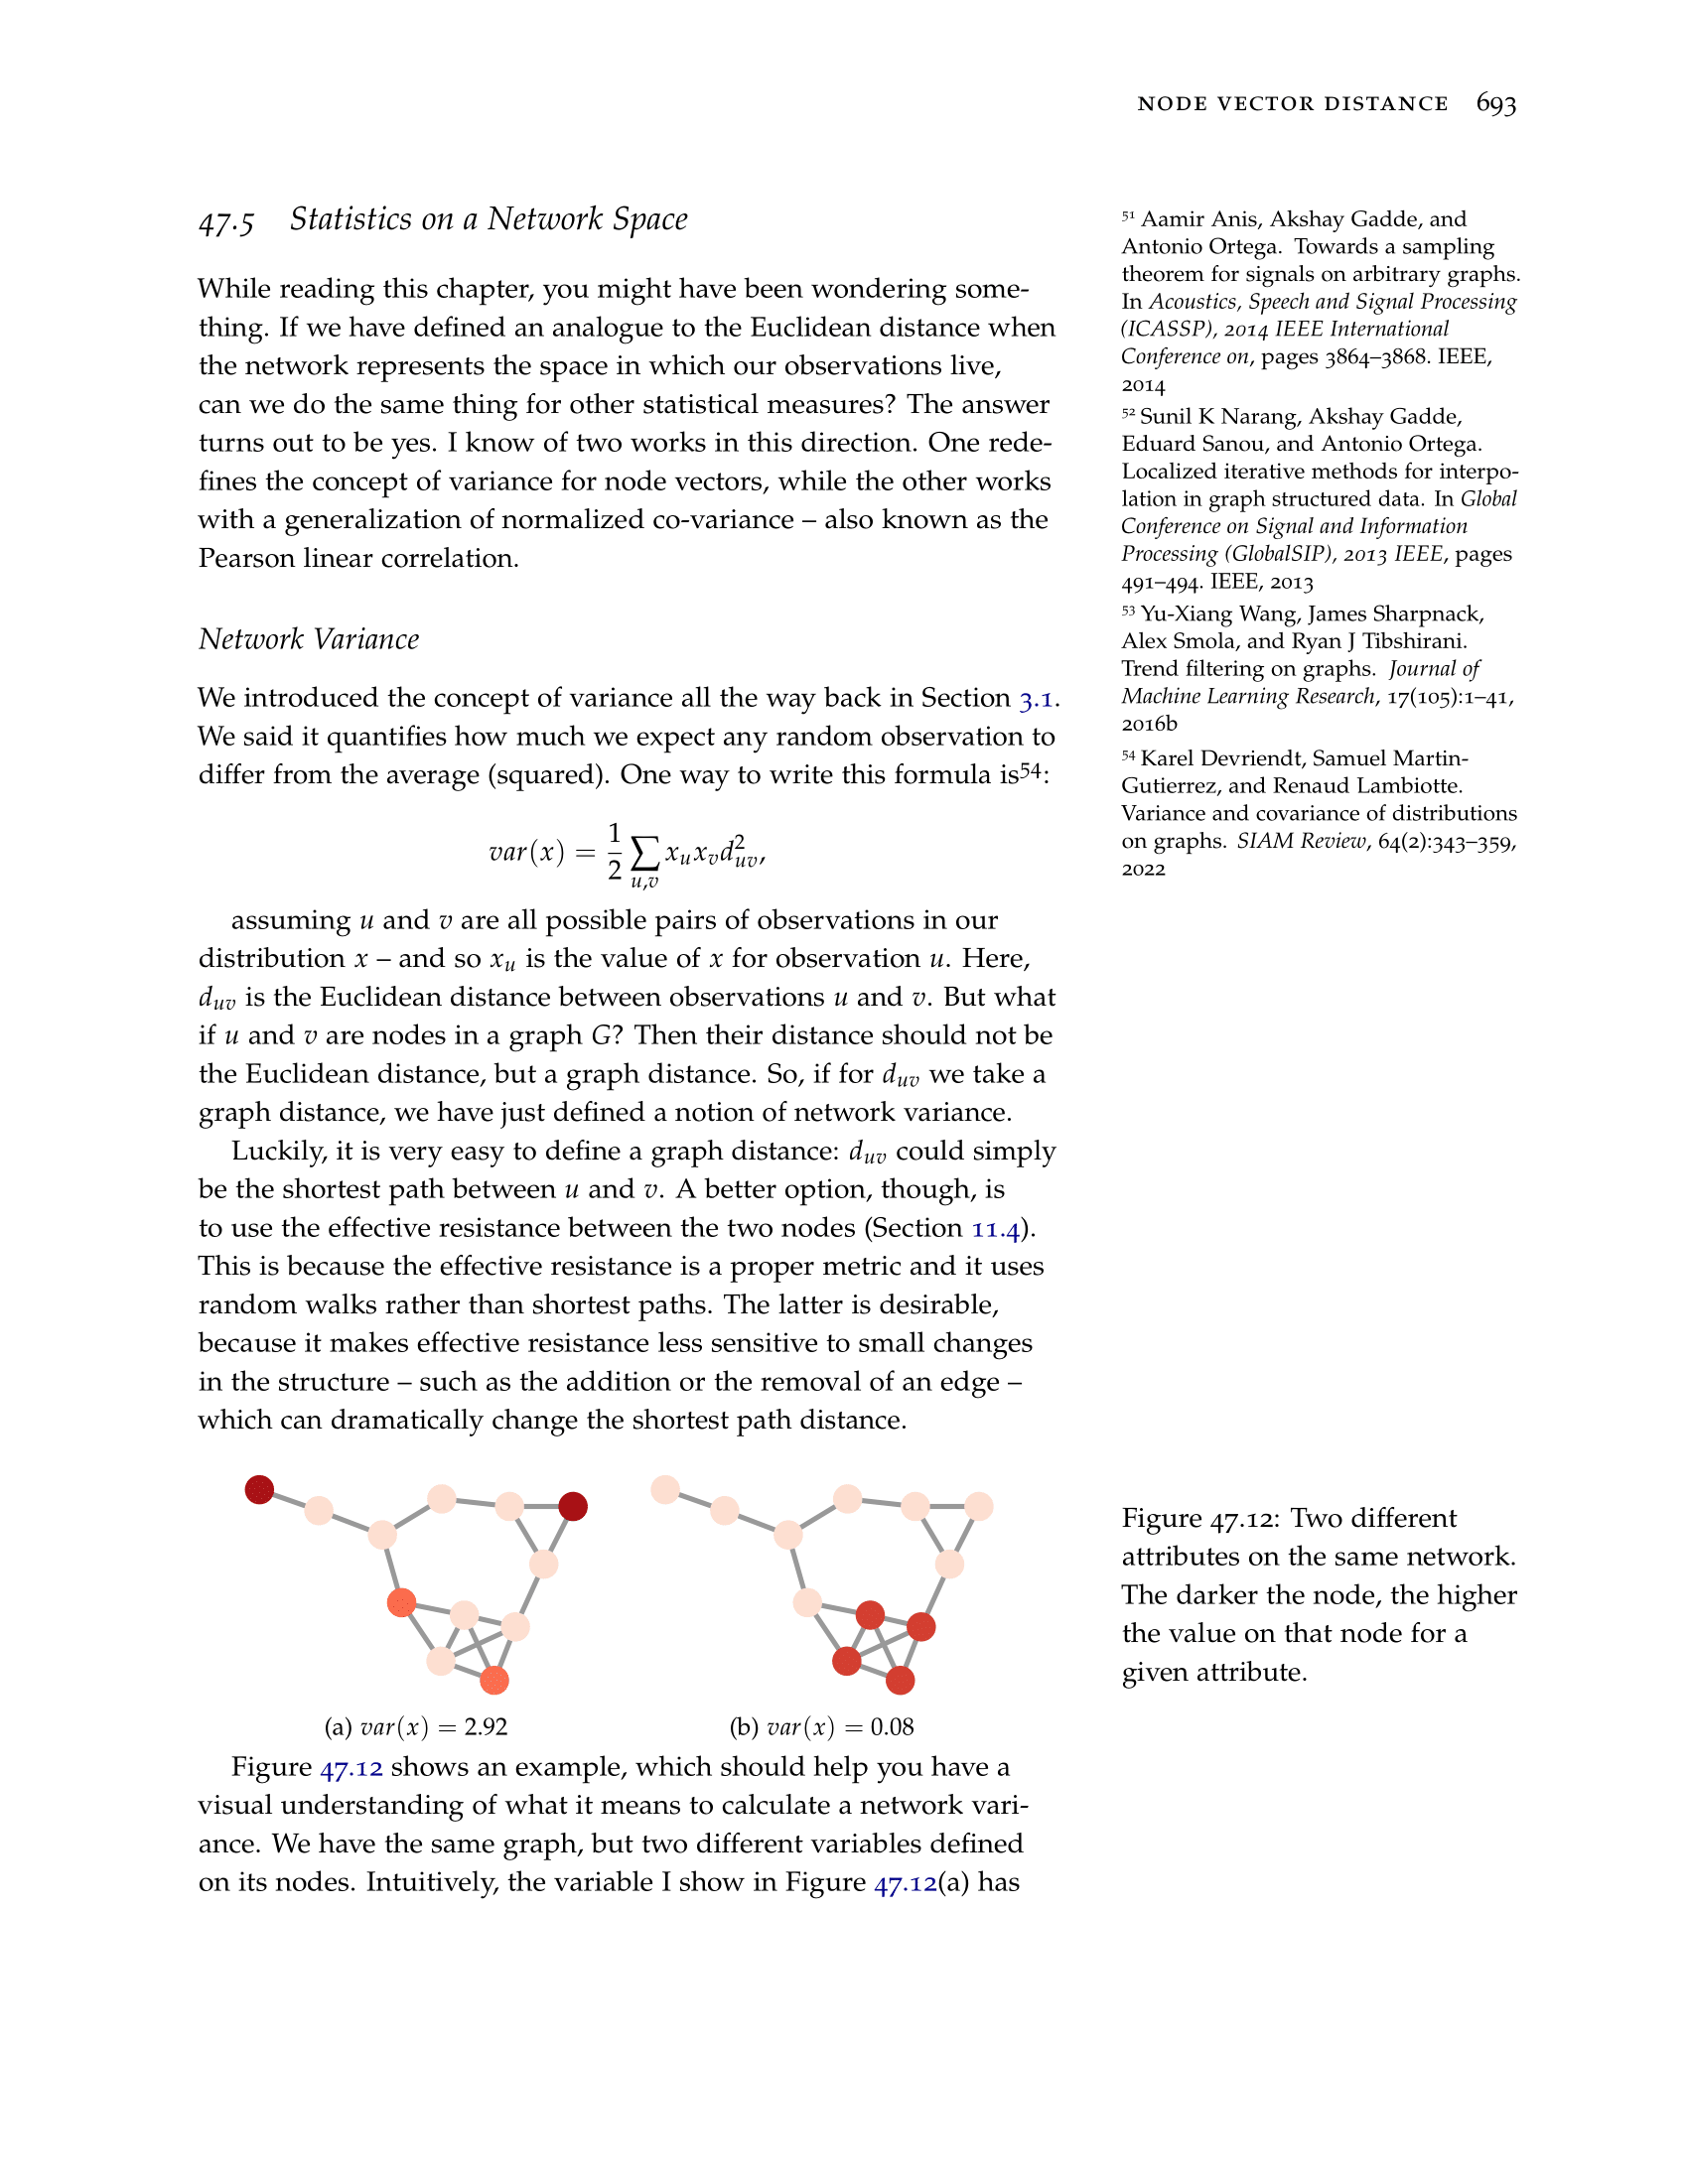 NODE VECTOR DISTANCE 693
47.5 Statistics on a Network Space
While reading this chapter, you might have been wondering some-
thing. If we have defined an analogue to the Euclidean distance when
the network represents the space in which our observations live,
can we do the same thing for other statistical measures? The answer
turns out to be yes. I know of two works in this direction. One rede-
fines the concept of variance for node vectors, while the other works
with a generalization of normalized co-variance – also known as the
Pearson linear correlation.
Network Variance
We introduced the concept of variance all the way back in Section 3.1.
We said it quantifies how much we expect any random observation to
differ from the average (squared). One way to write this formula is⁵⁴:
var(x) = 1/2 ∑_{u,v} x_u x_v d²_{uv},
assuming u and v are all possible pairs of observations in our
distribution x – and so x_u is the value of x for observation u. Here,
d_{uv} is the Euclidean distance between observations u and v. But what
if u and v are nodes in a graph G? Then their distance should not be
the Euclidean distance, but a graph distance. So, if for d_{uv} we take a
graph distance, we have just defined a notion of network variance.
Luckily, it is very easy to define a graph distance: d_{uv} could simply
be the shortest path between u and v. A better option, though, is
to use the effective resistance between the two nodes (Section 11.4).
This is because the effective resistance is a proper metric and it uses
random walks rather than shortest paths. The latter is desirable,
because it makes effective resistance less sensitive to small changes
in the structure – such as the addition or the removal of an edge –
which can dramatically change the shortest path distance.
(a) var(x) = 2.92
(b) var(x) = 0.08
Figure 47.12 shows an example, which should help you have a
visual understanding of what it means to calculate a network vari-
ance. We have the same graph, but two different variables defined
on its nodes. Intuitively, the variable I show in Figure 47.12(a) has
⁵¹ Aamir Anis, Akshay Gadde, and
Antonio Ortega. Towards a sampling
theorem for signals on arbitrary graphs.
In Acoustics, Speech and Signal Processing
(ICASSP), 2014 IEEE International
Conference on, pages 3864–3868. IEEE,
2014
⁵² Sunil K Narang, Akshay Gadde,
Eduard Sanou, and Antonio Ortega.
Localized iterative methods for interpo-
lation in graph structured data. In Global
Conference on Signal and Information
Processing (GlobalSIP), 2013 IEEE, pages
491–494. IEEE, 2013
⁵³ Yu-Xiang Wang, James Sharpnack,
Alex Smola, and Ryan J Tibshirani.
Trend filtering on graphs. Journal of
Machine Learning Research, 17(105):1–41,
2016b
⁵⁴ Karel Devriendt, Samuel Martin-
Gutierrez, and Renaud Lambiotte.
Variance and covariance of distributions
on graphs. SIAM Review, 64(2):343–359,
2022
Figure 47.12: Two different
attributes on the same network.
The darker the node, the higher
the value on that node for a
given attribute.